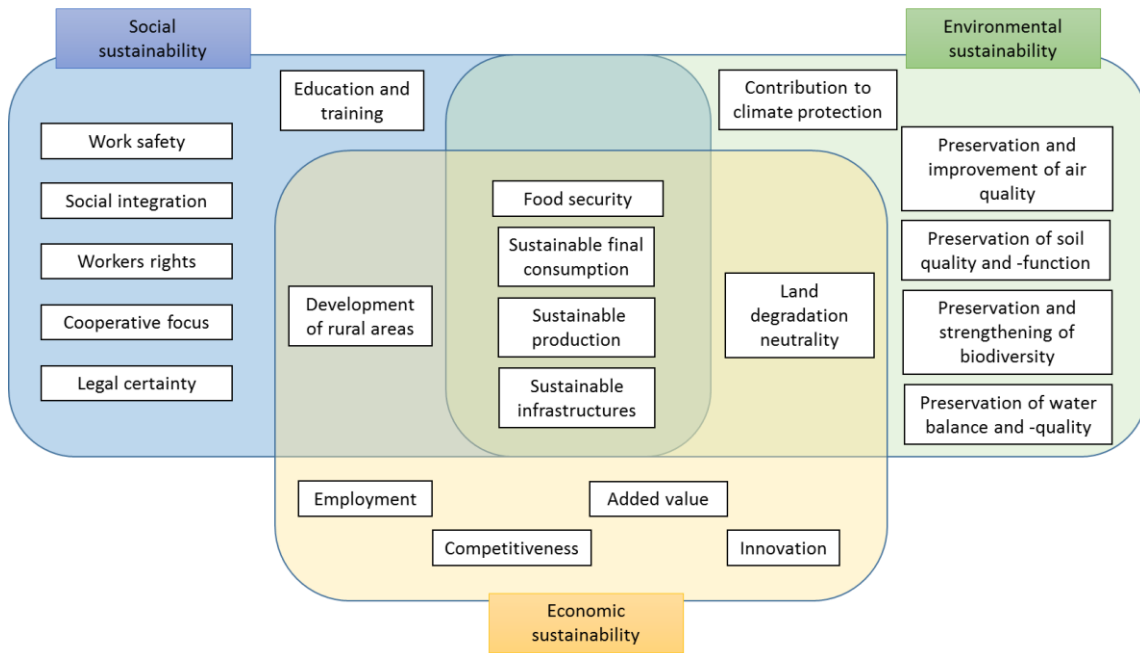 Social
sustainability
Environmental
sustainability
Education and
training
Contribution to
climate protection
Work safety
Social integration
Workers rights
Cooperative focus
Legal certainty
Development
of rural areas
Food security
Sustainable final
consumption
Sustainable
production
Sustainable
infrastructures
Land
degradation
neutrality
Preservation and
improvement of air
quality
Preservation of soil
quality and -function
Preservation and
strengthening of
biodiversity
Preservation of water
balance and -quality
Employment
Added value
Competitiveness
Innovation
Economic
sustainability